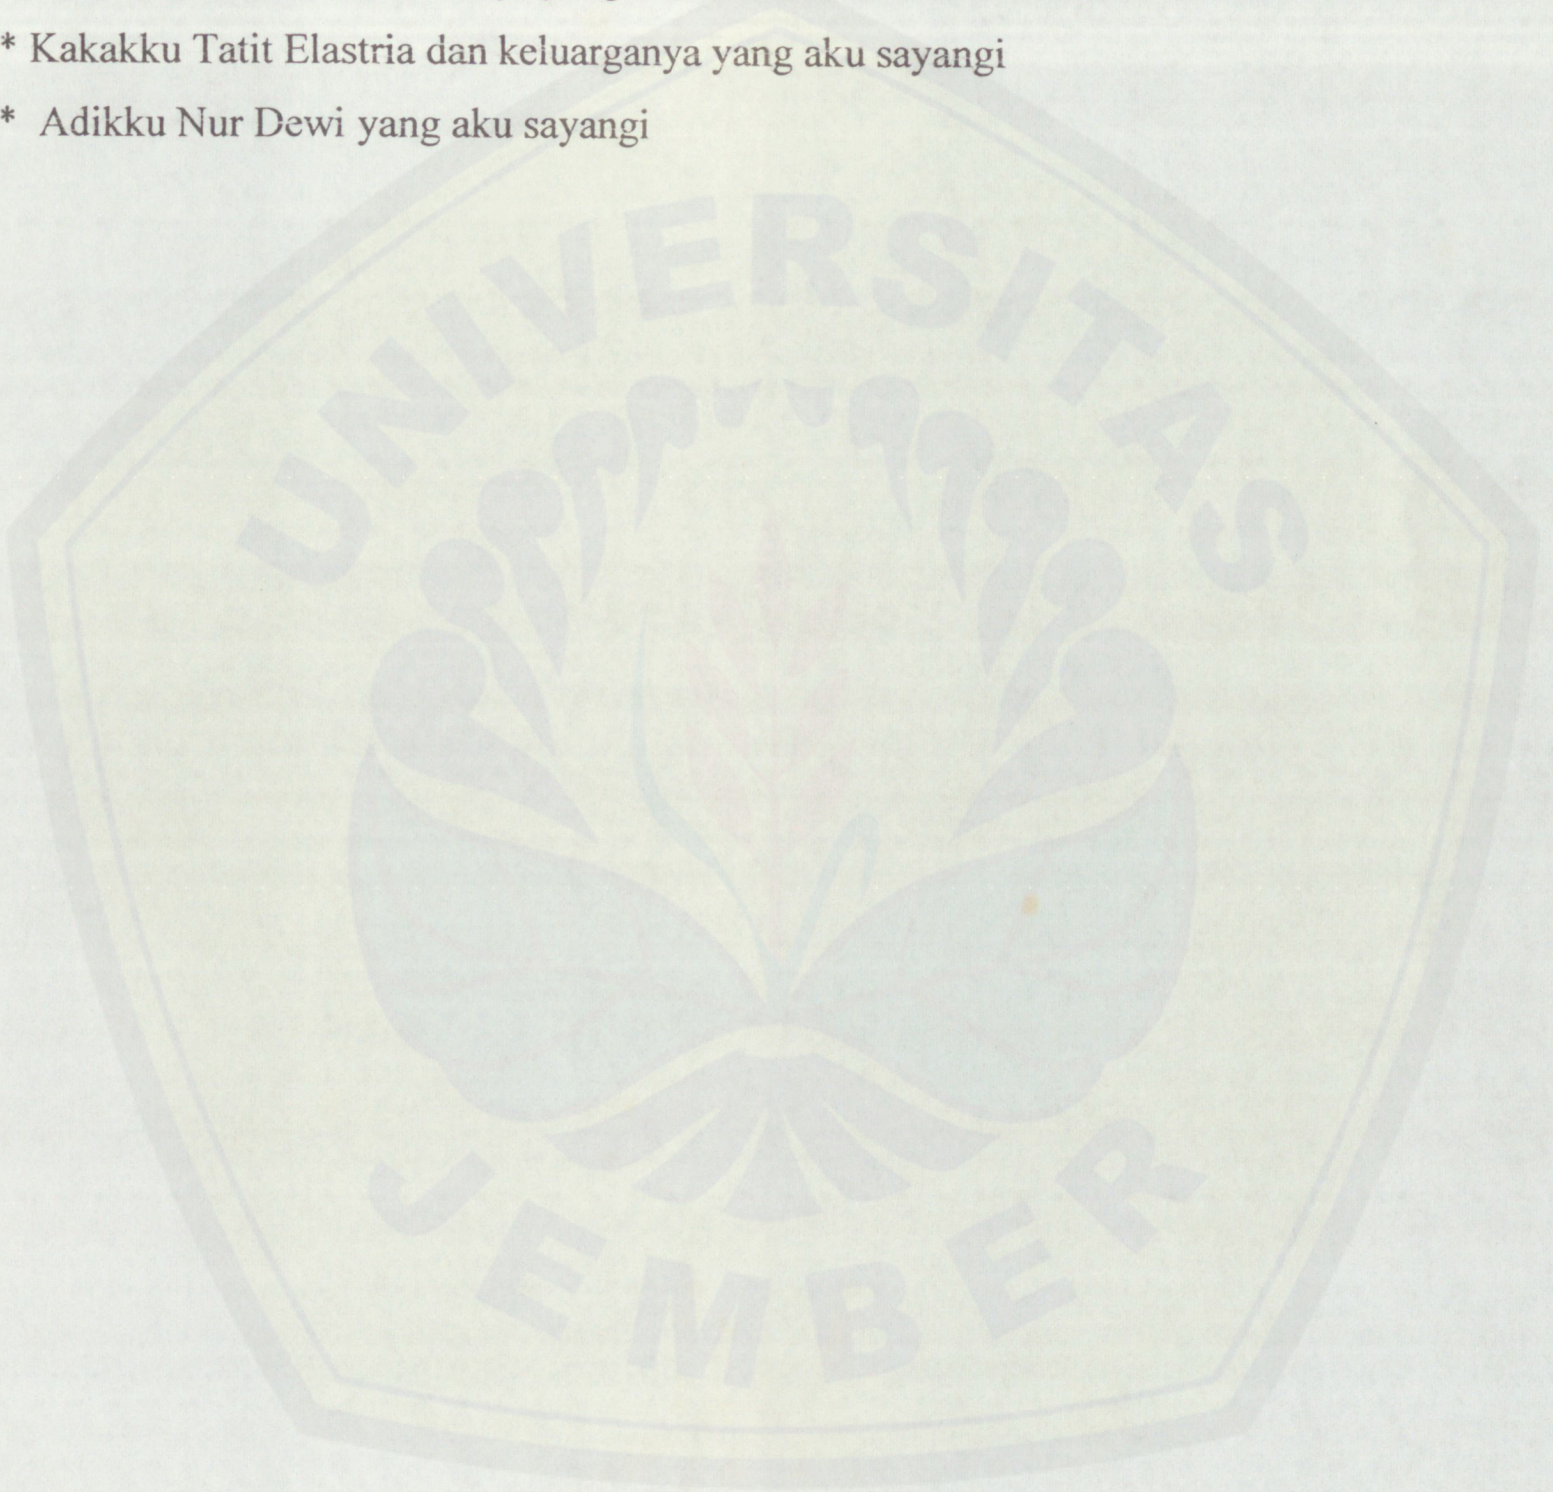 * Kakakku Tatit Elastria dan keluarganya yang aku sayangi
* Adikku Nur Dewi yang aku sayangi
UNIVERSITAS
JEMBER